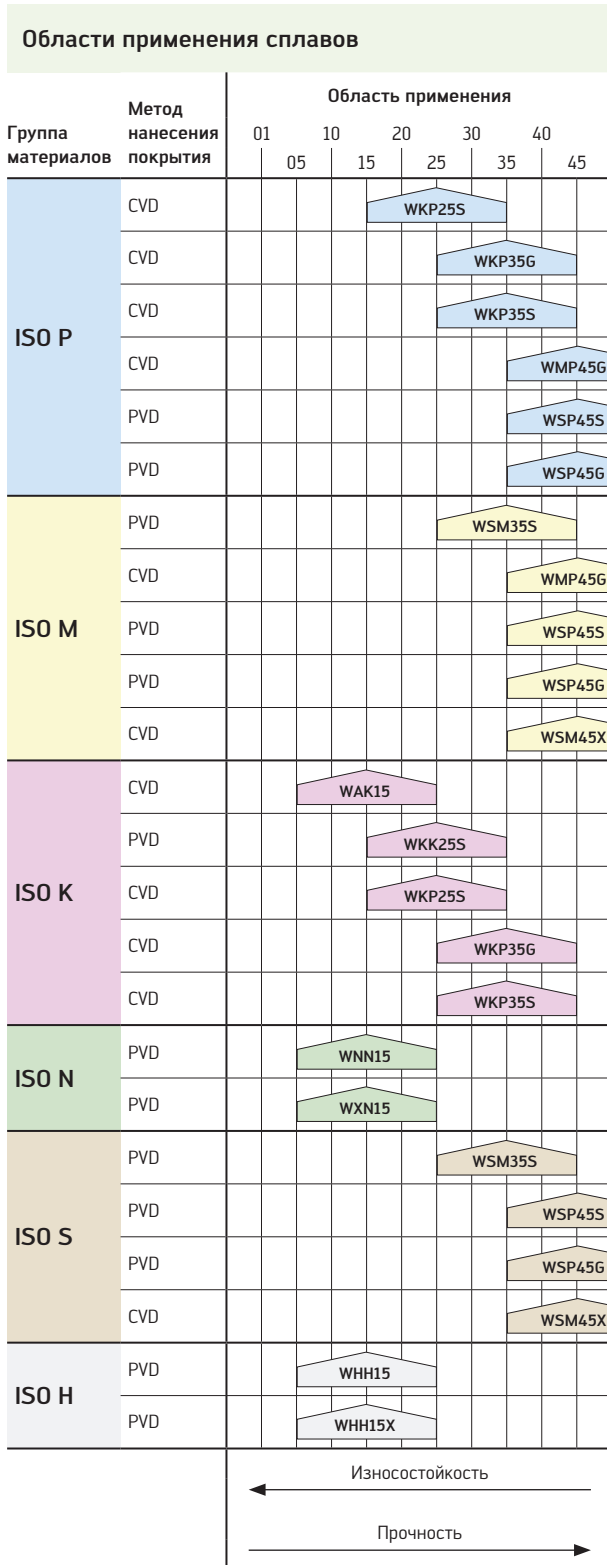 Области применения сплавов
Группа материалов
Метод нанесения покрытия
Область применения
01 10 20 30 40
05 15 25 35 45
ISO P
CVD WKP25S
CVD WKP35G
CVD WKP35S
CVD WMP45G
PVD WSP45S
PVD WSP45G
ISO M
PVD WSM35S
CVD WMP45G
PVD WSP45S
PVD WSP45G
CVD WSM45X
ISO K
CVD WAK15
PVD WKK25S
CVD WKP25S
CVD WKP35G
CVD WKP35S
ISO N
PVD WNN15
PVD WXN15
ISO S
PVD WSM35S
PVD WSP45S
PVD WSP45G
CVD WSM45X
ISO H
PVD WHH15
PVD WHH15X
Износостойкость
Прочность